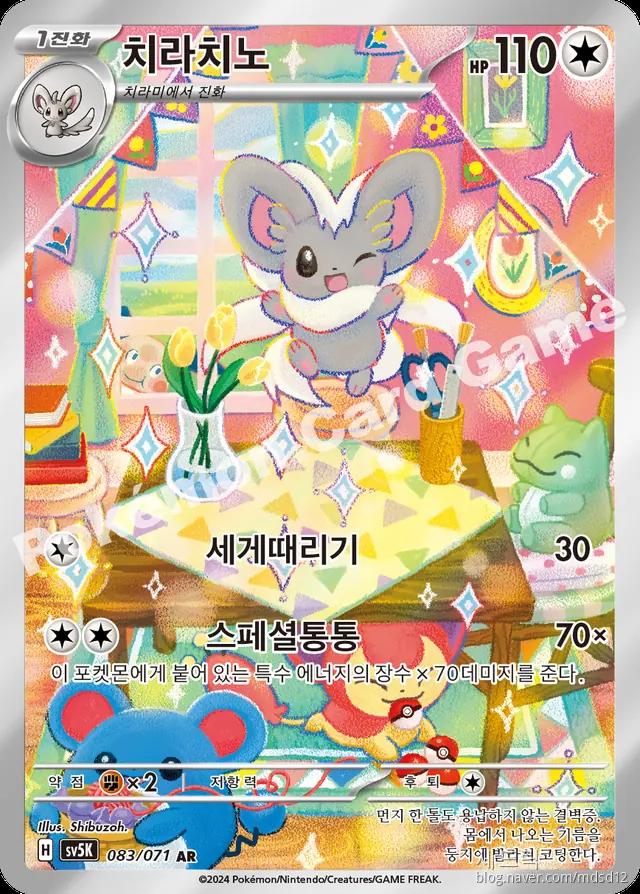 1진화
치라치노
HP 110
치라미에서 진화
Pokémon Card Game
세게때리기 30
스페셜통통 70×
이 포켓몬에게 붙어 있는 특수 에너지의 장수 × 70데미지를 준다.
약점 ×2 저항력 후퇴
Illus. Shibuzoh.
먼지 한 톨도 용납하지 않는 결벽증.
몸에서 나오는 기름을
둥지에 발라서 코팅한다.
H sv5K 083/071 AR
©2024 Pokémon/Nintendo/Creatures/GAME FREAK.
blog.naver.com/mdsd12